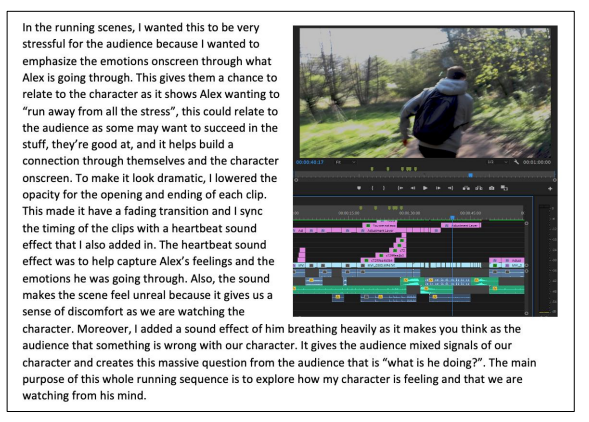 In the running scenes, I wanted this to be very
stressful for the audience because I wanted to
emphasize the emotions onscreen through what
Alex is going through. This gives them a chance to
relate to the character as it shows Alex wanting to
“run away from all the stress”, this could relate to
the audience as some may want to succeed in the
stuff, they’re good at, and it helps build a
connection through themselves and the character
onscreen. To make it look dramatic, I lowered the
opacity for the opening and ending of each clip.
This made it have a fading transition and I sync
the timing of the clips with a heartbeat sound
effect that I also added in. The heartbeat sound
effect was to help capture Alex’s feelings and the
emotions he was going through. Also, the sound
makes the scene feel unreal because it gives us a
sense of discomfort as we are watching the
character. Moreover, I added a sound effect of him breathing heavily as it makes you think as the
audience that something is wrong with our character. It gives the audience mixed signals of our
character and creates this massive question from the audience that is “what is he doing?”. The main
purpose of this whole running sequence is to explore how my character is feeling and that we are
watching from his mind.
00:00:40:17
00:01:00:00